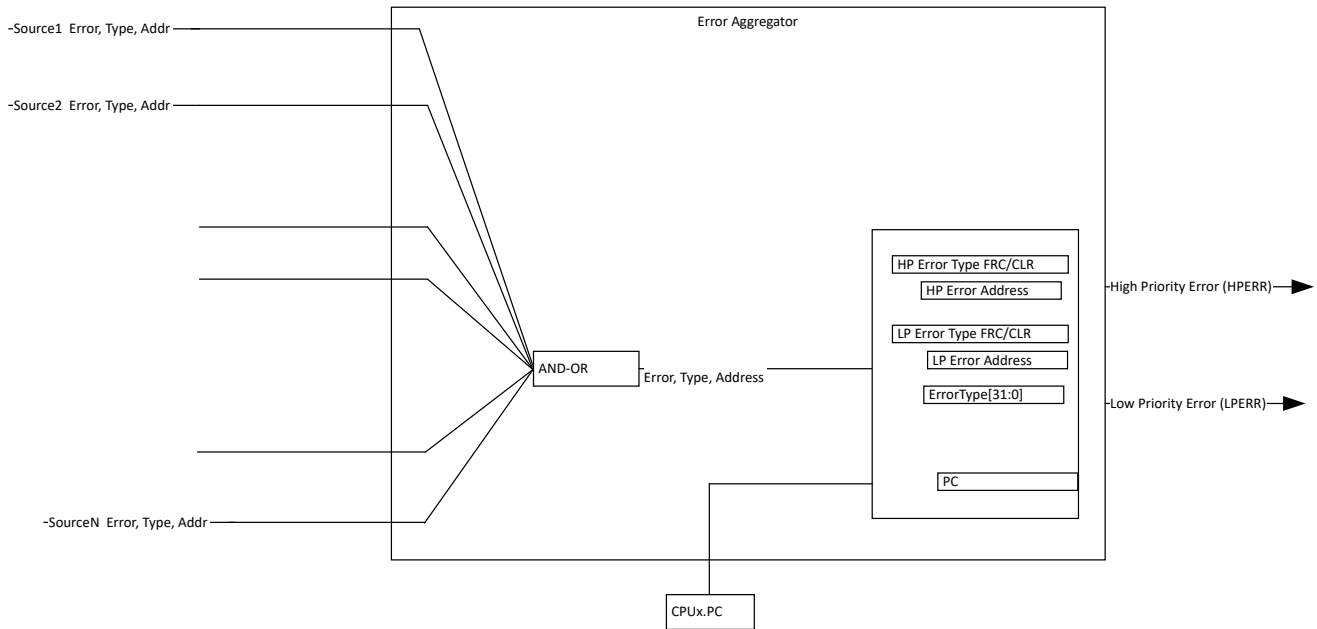 Error Aggregator
Source1 Error, Type, Addr
Source2 Error, Type, Addr
HP Error Type FRC/CLR
HP Error Address
High Priority Error (HPERR)
LP Error Type FRC/CLR
LP Error Address
AND-OR
Error, Type, Address
ErrorType[31:0]
Low Priority Error (LPERR)
PC
SourceN Error, Type, Addr
CPUx.PC